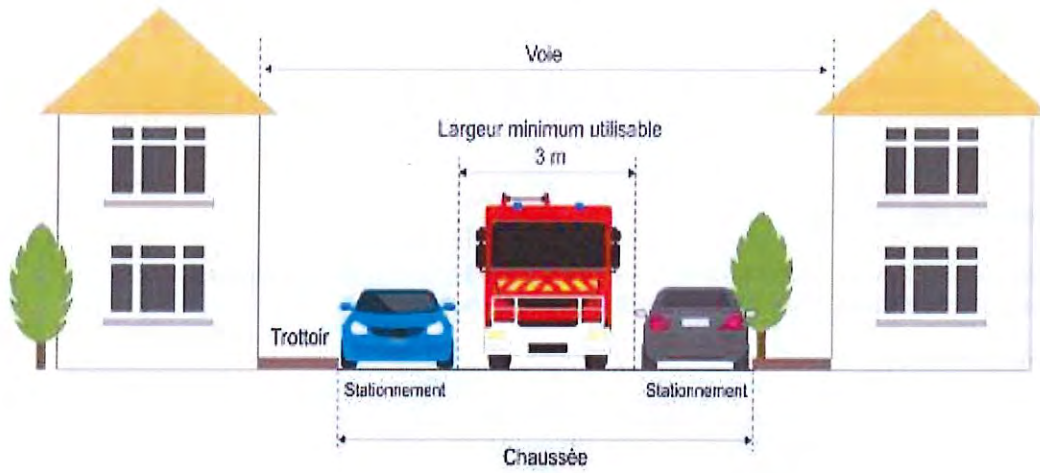 Voie
Largeur minimum utilisable
3 m
Trottoir
Stationnement
Stationnement
Chaussée